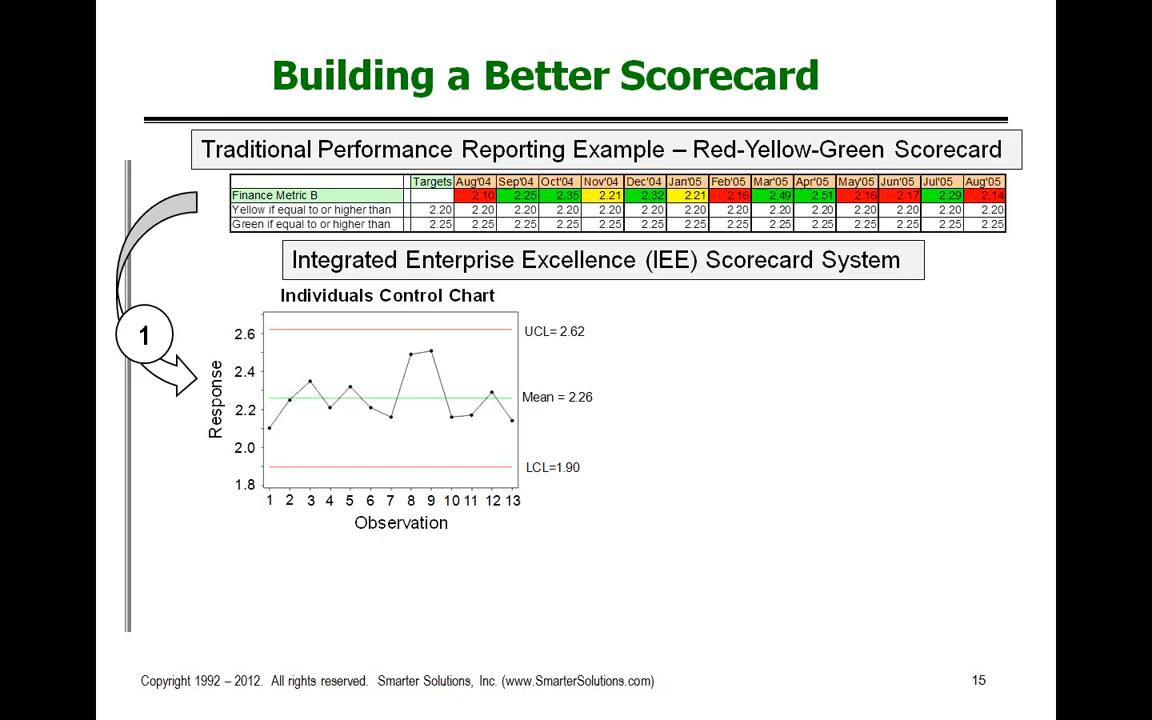 Building a Better Scorecard
Traditional Performance Reporting Example – Red-Yellow-Green Scorecard
Targets Aug'04 Sep'04 Oct'04 Nov'04 Dec'04 Jan'05 Feb'05 Mar'05 Apr'05 May'05 Jun'05 Jul'05 Aug'05
Finance Metric B 2.10 2.25 2.35 2.21 2.32 2.21 2.16 2.49 2.51 2.16 2.17 2.29 2.14
Yellow if equal to or higher than 2.20 2.20 2.20 2.20 2.20 2.20 2.20 2.20 2.20 2.20 2.20 2.20 2.20 2.20
Green if equal to or higher than 2.25 2.25 2.25 2.25 2.25 2.25 2.25 2.25 2.25 2.25 2.25 2.25 2.25 2.25
Integrated Enterprise Excellence (IEE) Scorecard System
Individuals Control Chart
1
Response
2.6
2.4
2.2
2.0
1.8
UCL= 2.62
Mean = 2.26
LCL=1.90
1 2 3 4 5 6 7 8 9 10 11 12 13
Observation
Copyright 1992 – 2012. All rights reserved. Smarter Solutions, Inc. (www.SmarterSolutions.com)
15